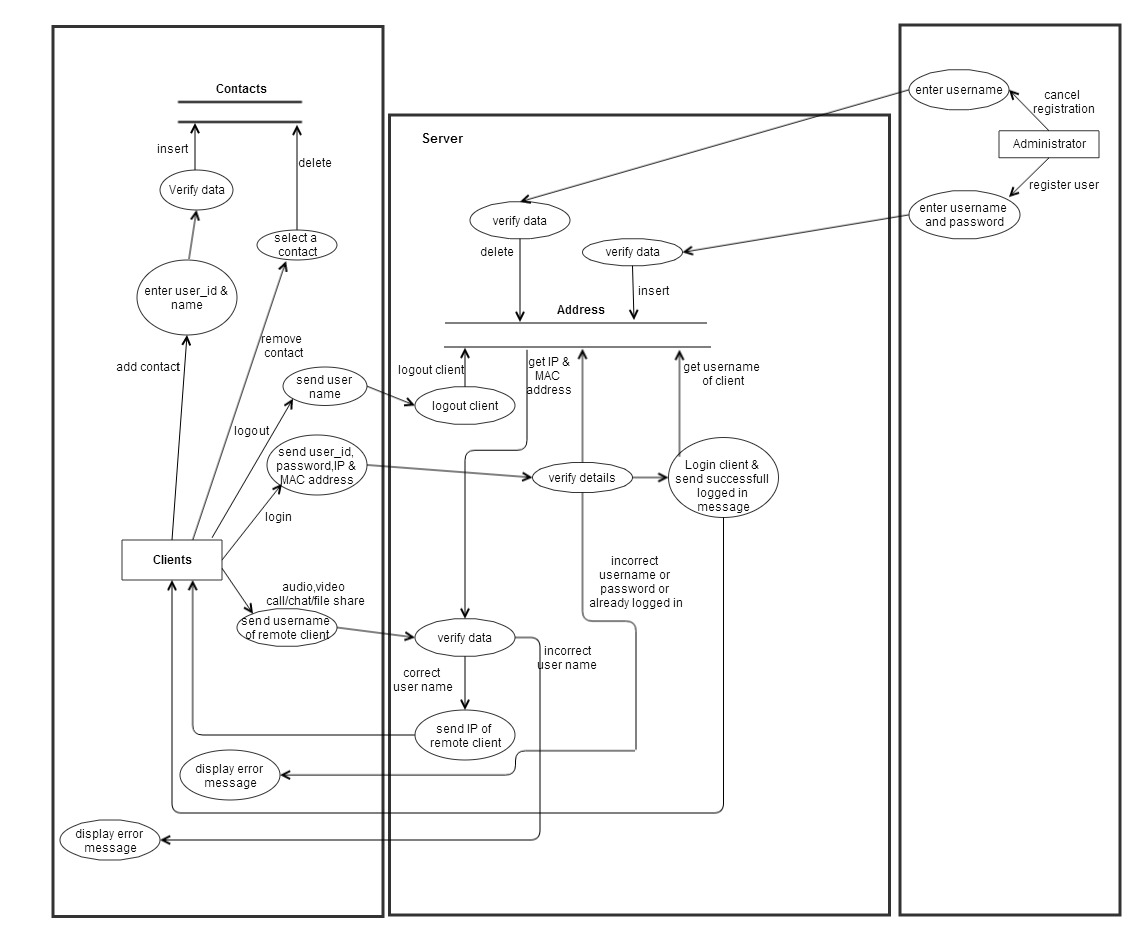 Contacts
insert
delete
Verify data
select a
contact
enter user_id &
name
add contact
remove
contact
send user
name
logout
send user_id,
password,IP &
MAC address
login
Clients
audio,video
call/chat/file share
send username
of remote client
display error
message
display error
message
Server
verify data
delete
verify data
insert
Address
logout client
get IP &
MAC
address
get username
of client
logout client
verify details
Login client &
send successfull
logged in
message
incorrect
username or
password or
already logged in
verify data
incorrect
user name
correct
user name
send IP of
remote client
enter username
cancel
registration
Administrator
register user
enter username
and password